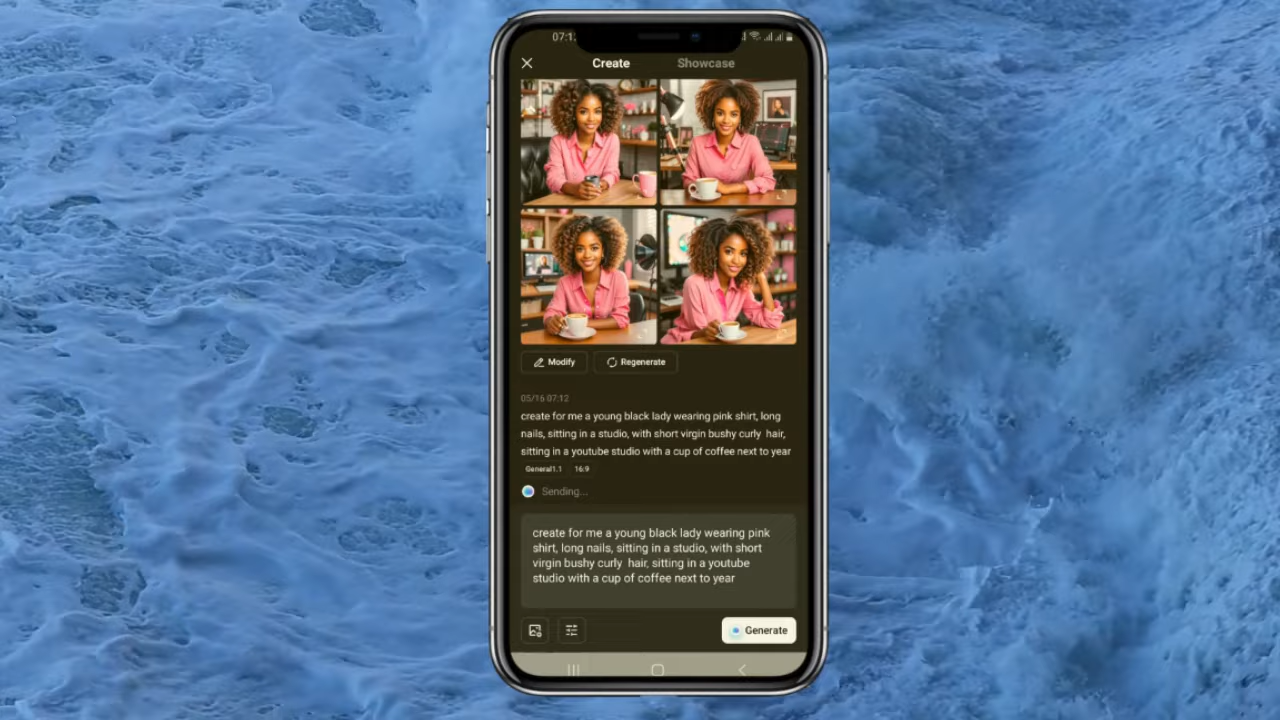 07:1
Create
Showcase
Modify
Regenerate
05/16 07:12
create for me a young black lady wearing pink shirt, long
nails, sitting in a studio, with short virgin bushy curly hair,
sitting in a youtube studio with a cup of coffee next to year
General1.1
16:9
Sending...
create for me a young black lady wearing pink
shirt, long nails, sitting in a studio, with short
virgin bushy curly hair, sitting in a youtube
studio with a cup of coffee next to year
Generate